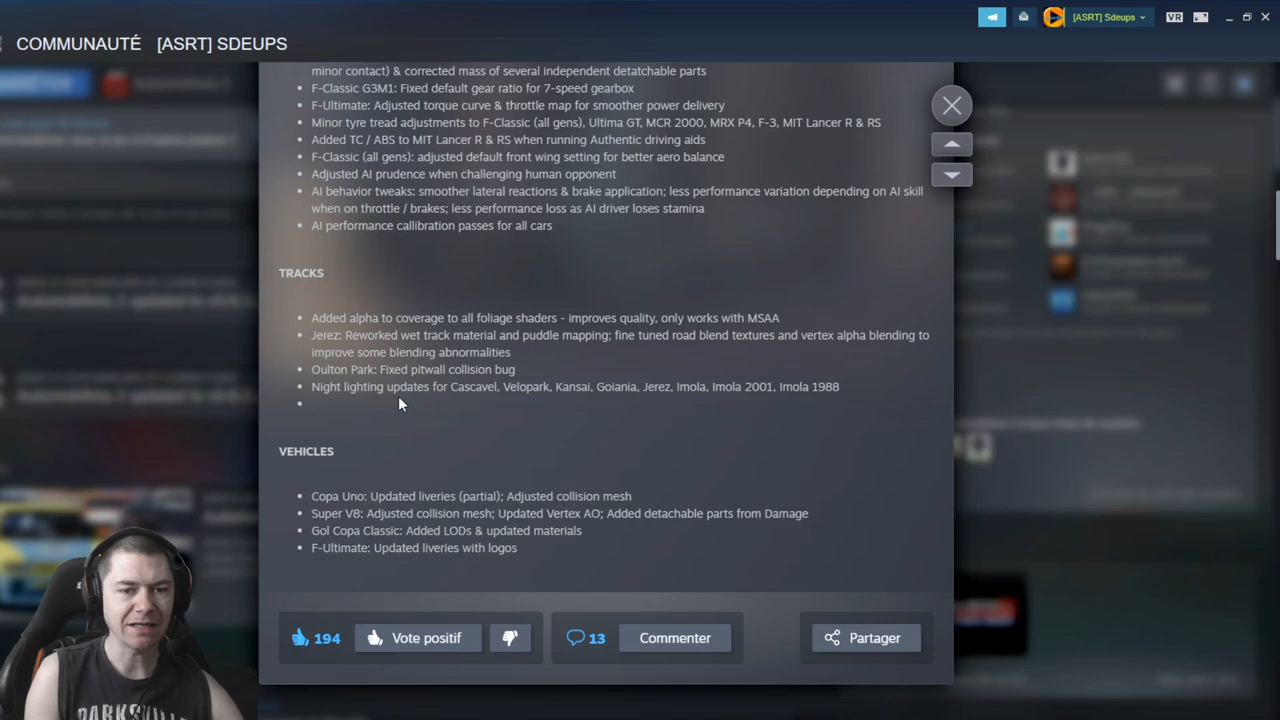 [ASRT] Sdeups
VR
COMMUNAUTÉ [ASRT] SDEUPS
minor contact) & corrected mass of several independent detatchable parts
F-Classic G3M1: Fixed default gear ratio for 7-speed gearbox
F-Ultimate: Adjusted torque curve & throttle map for smoother power delivery
Minor tyre tread adjustments to F-Classic (all gens), Ultima GT, MCR 2000, MRX P4, F-3, MIT Lancer R & RS
Added TC / ABS to MIT Lancer R & RS when running Authentic driving aids
F-Classic (all gens): adjusted default front wing setting for better aero balance
Adjusted AI prudence when challenging human opponent
AI behavior tweaks: smoother lateral reactions & brake application; less performance variation depending on AI skill
when on throttle / brakes; less performance loss as AI driver loses stamina
AI performance callibration passes for all cars
TRACKS
Added alpha to coverage to all foliage shaders - improves quality, only works with MSAA
Jerez: Reworked wet track material and puddle mapping; fine tuned road blend textures and vertex alpha blending to
improve some blending abnormalities
Oulton Park: Fixed pitwall collision bug
Night lighting updates for Cascavel, Velopark, Kansai, Goiania, Jerez, Imola, Imola 2001, Imola 1988
VEHICLES
Copa Uno: Updated liveries (partial); Adjusted collision mesh
Super V8: Adjusted collision mesh; Updated Vertex AO; Added detachable parts from Damage
Gol Copa Classic: Added LODs & updated materials
F-Ultimate: Updated liveries with logos
194
Vote positif
13
Commenter
Partager